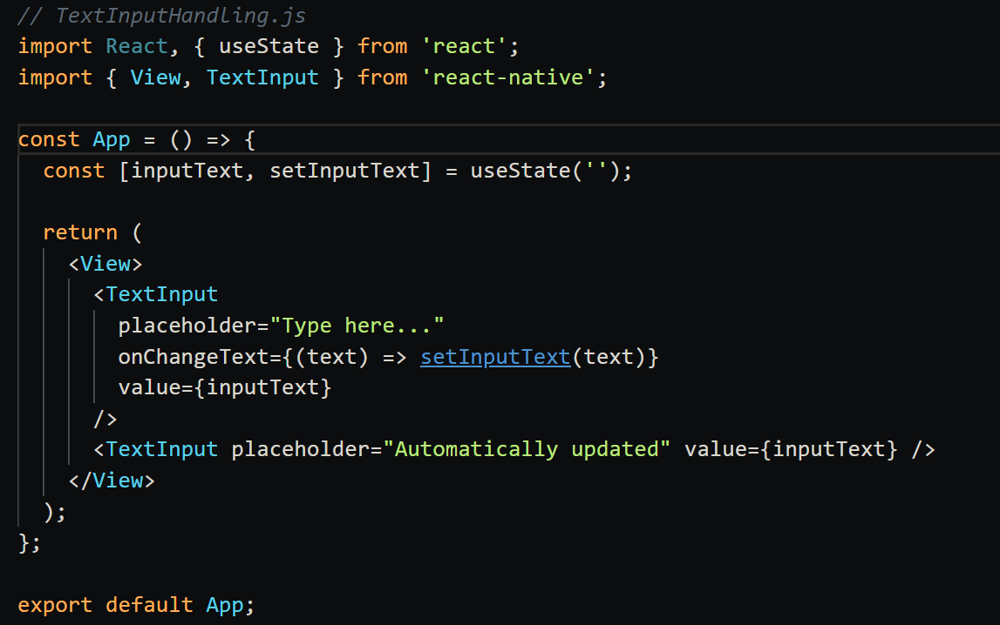 // TextInputHandling.js
import React, { useState } from 'react';
import { View, TextInput } from 'react-native';

const App = () => {
  const [inputText, setInputText] = useState('');

  return (
    <View>
      <TextInput
        placeholder="Type here..."
        onChangeText={(text) => setInputText(text)}
        value={inputText}
      />
      <TextInput placeholder="Automatically updated" value={inputText} />
    </View>
  );
};

export default App;